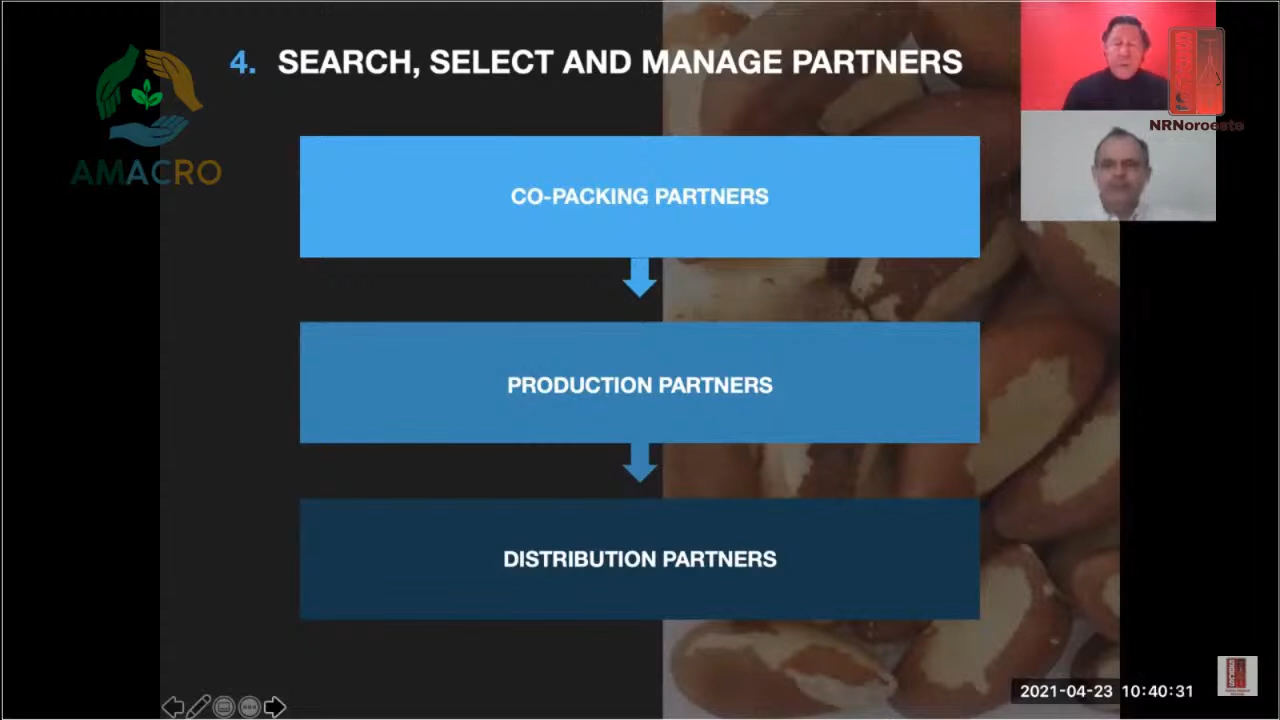 4. SEARCH, SELECT AND MANAGE PARTNERS
AMACRO
NRNoroeste
CO-PACKING PARTNERS
PRODUCTION PARTNERS
DISTRIBUTION PARTNERS
2021-04-23 10:40:31